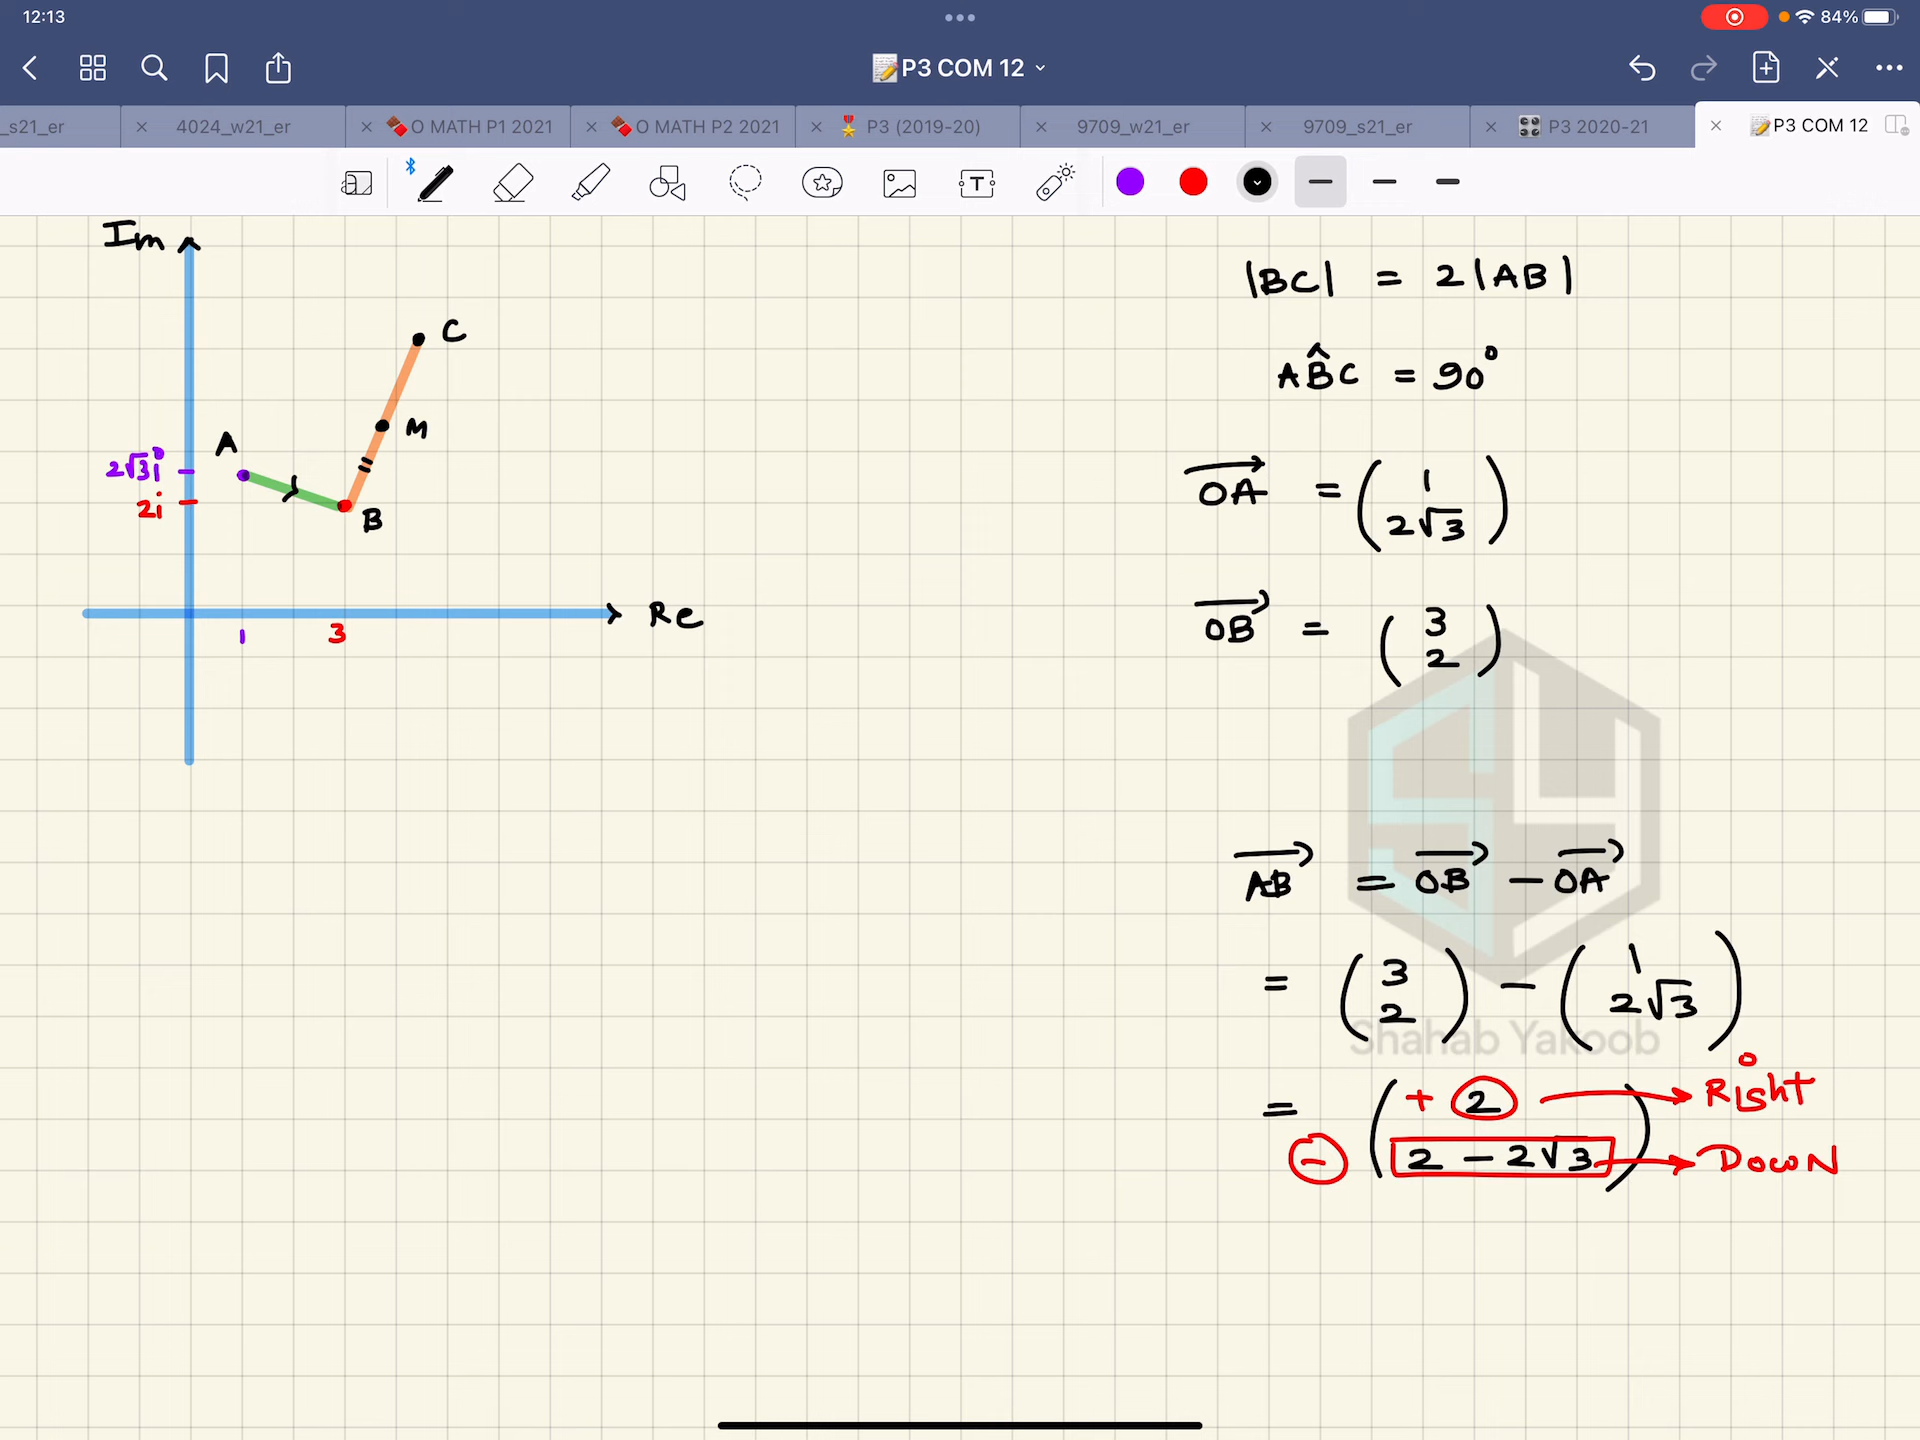 12:13
84%
P3 COM 12
_s21_er
4024_w21_er
O MATH P1 2021
O MATH P2 2021
P3 (2019-20)
9709_w21_er
9709_s21_er
P3 2020-21
P3 COM 12
Im
C
M
A
2√3i
2i
B
Re
1
3
|BC| = 2|AB|
AB̂C = 90°
OA = (1
2√3)
OB = (3
2)
AB = OB − OA
= (3
2) − (1
2√3)
Shahab Yakoob
= (+ 2 → Right
− 2 − 2√3) → DOWN